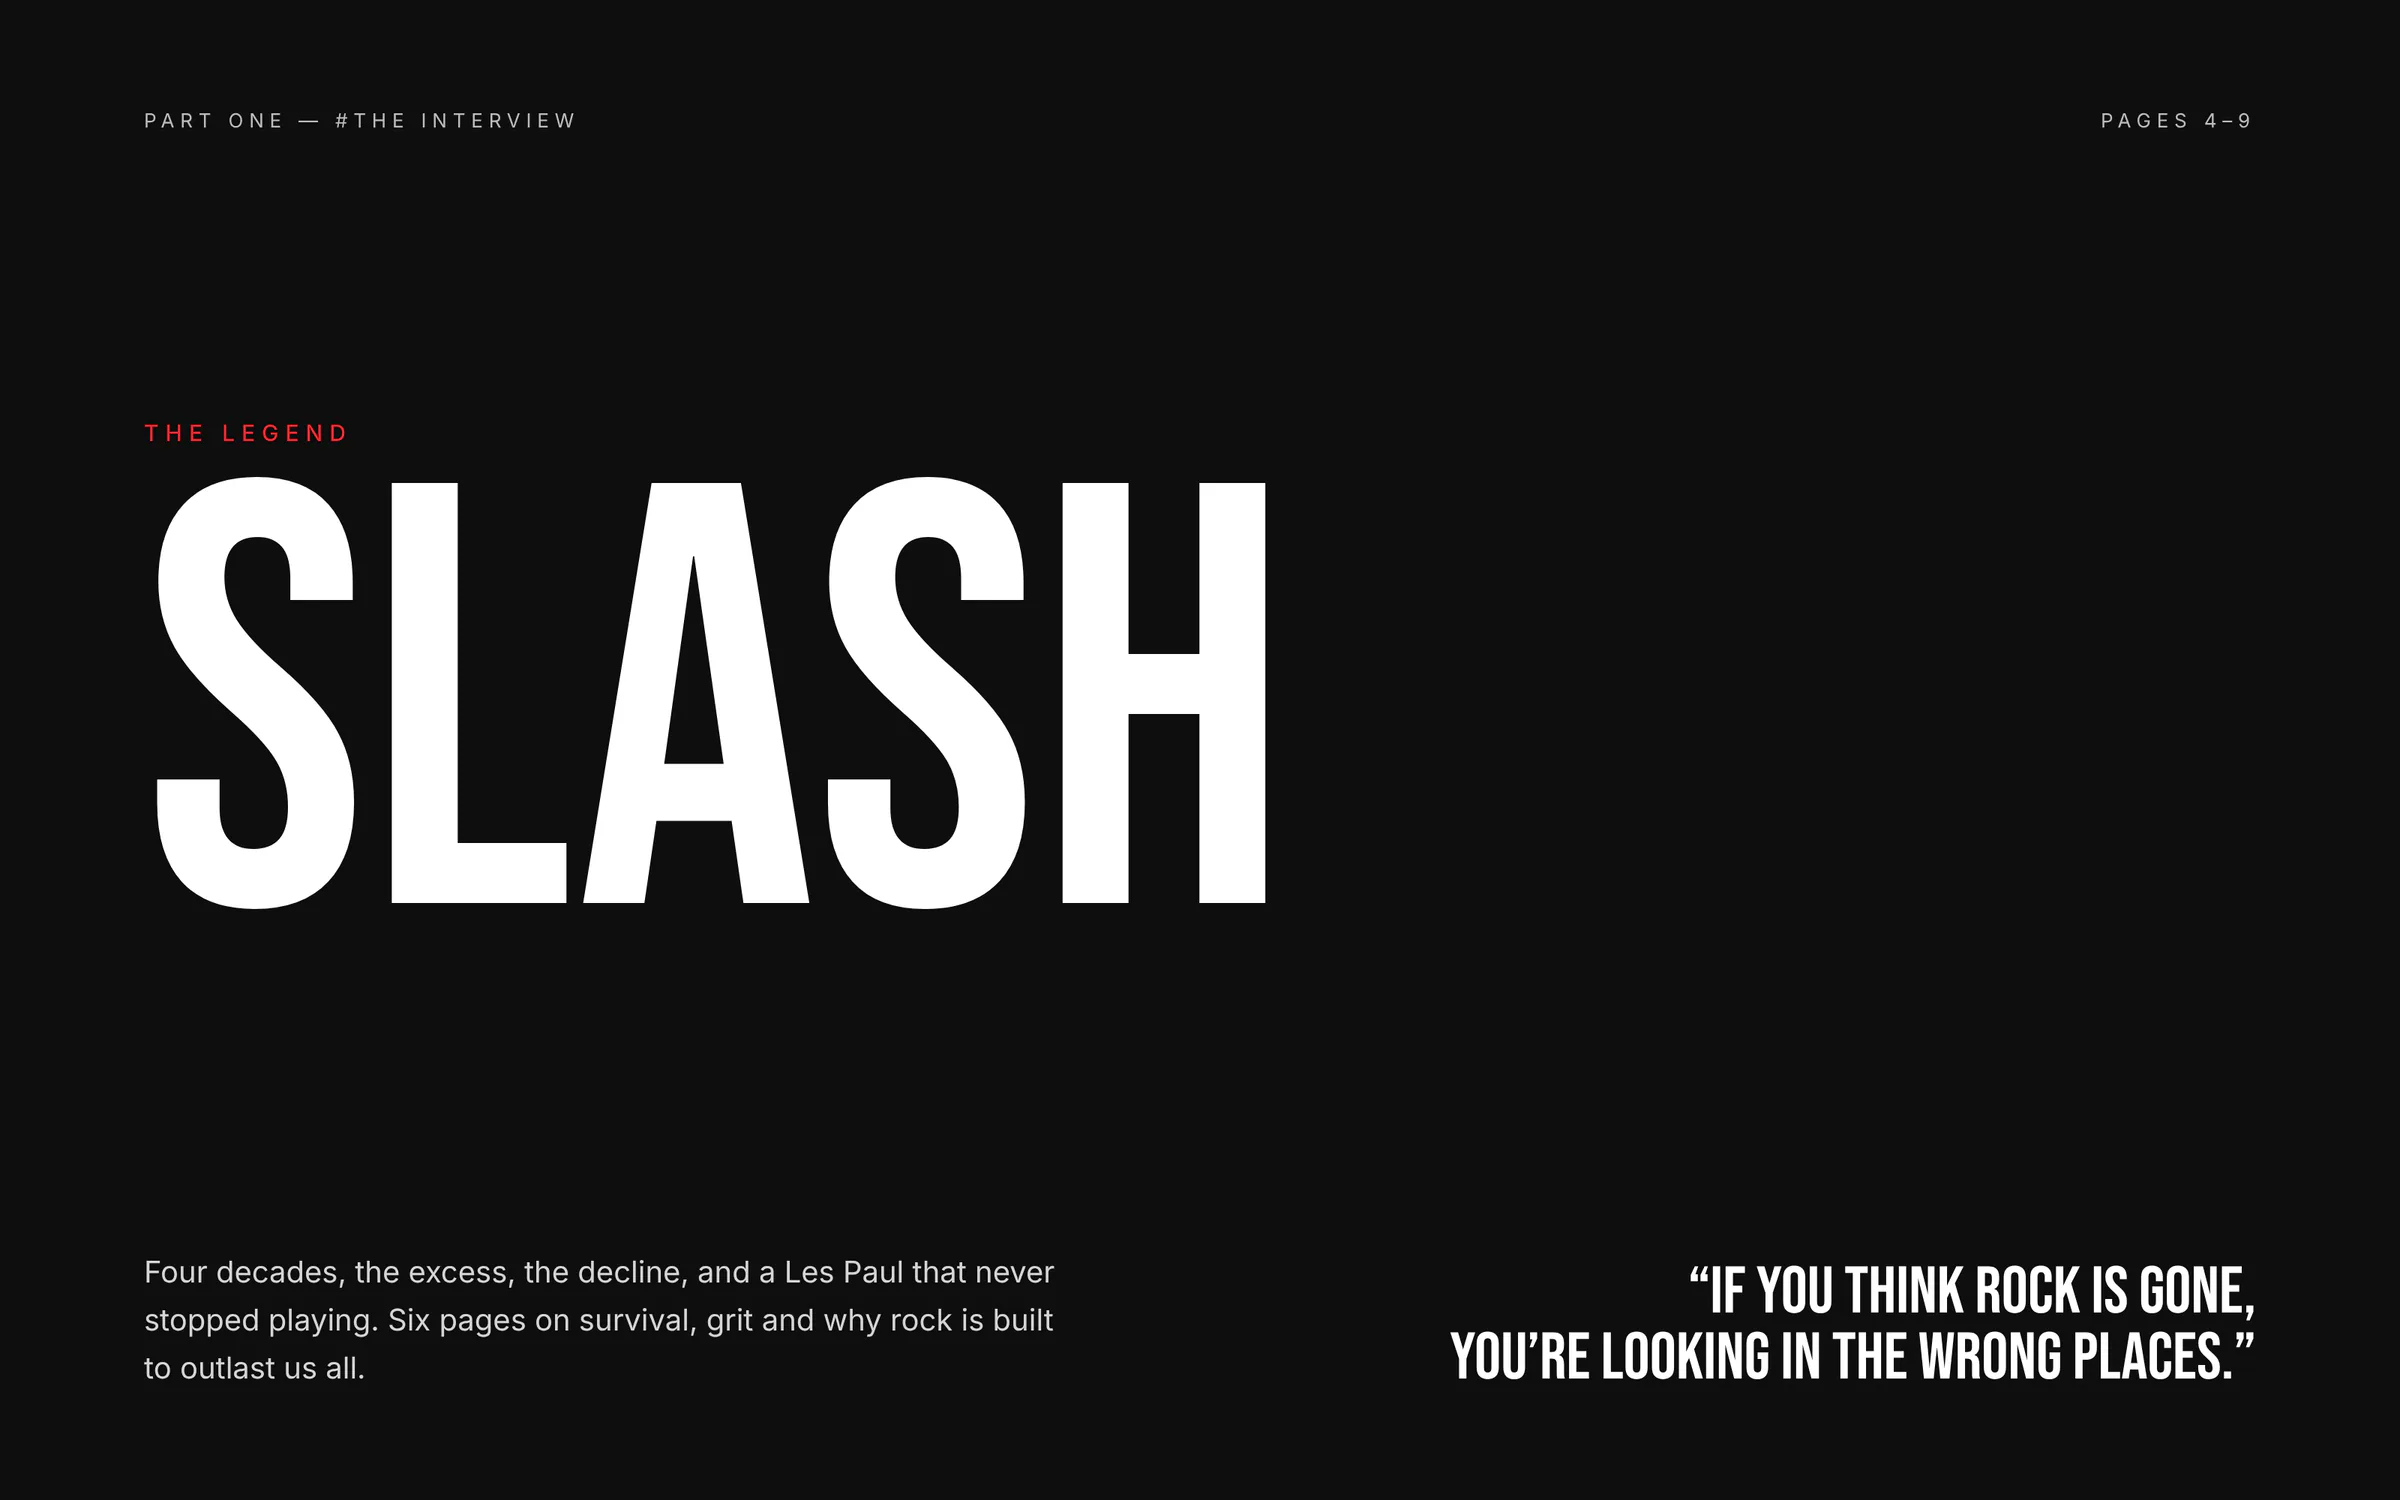 PART ONE — #THE INTERVIEW
PAGES 4–9
THE LEGEND
SLASH
Four decades, the excess, the decline, and a Les Paul that never
stopped playing. Six pages on survival, grit and why rock is built
to outlast us all.
“IF YOU THINK ROCK IS GONE,
YOU’RE LOOKING IN THE WRONG PLACES.”